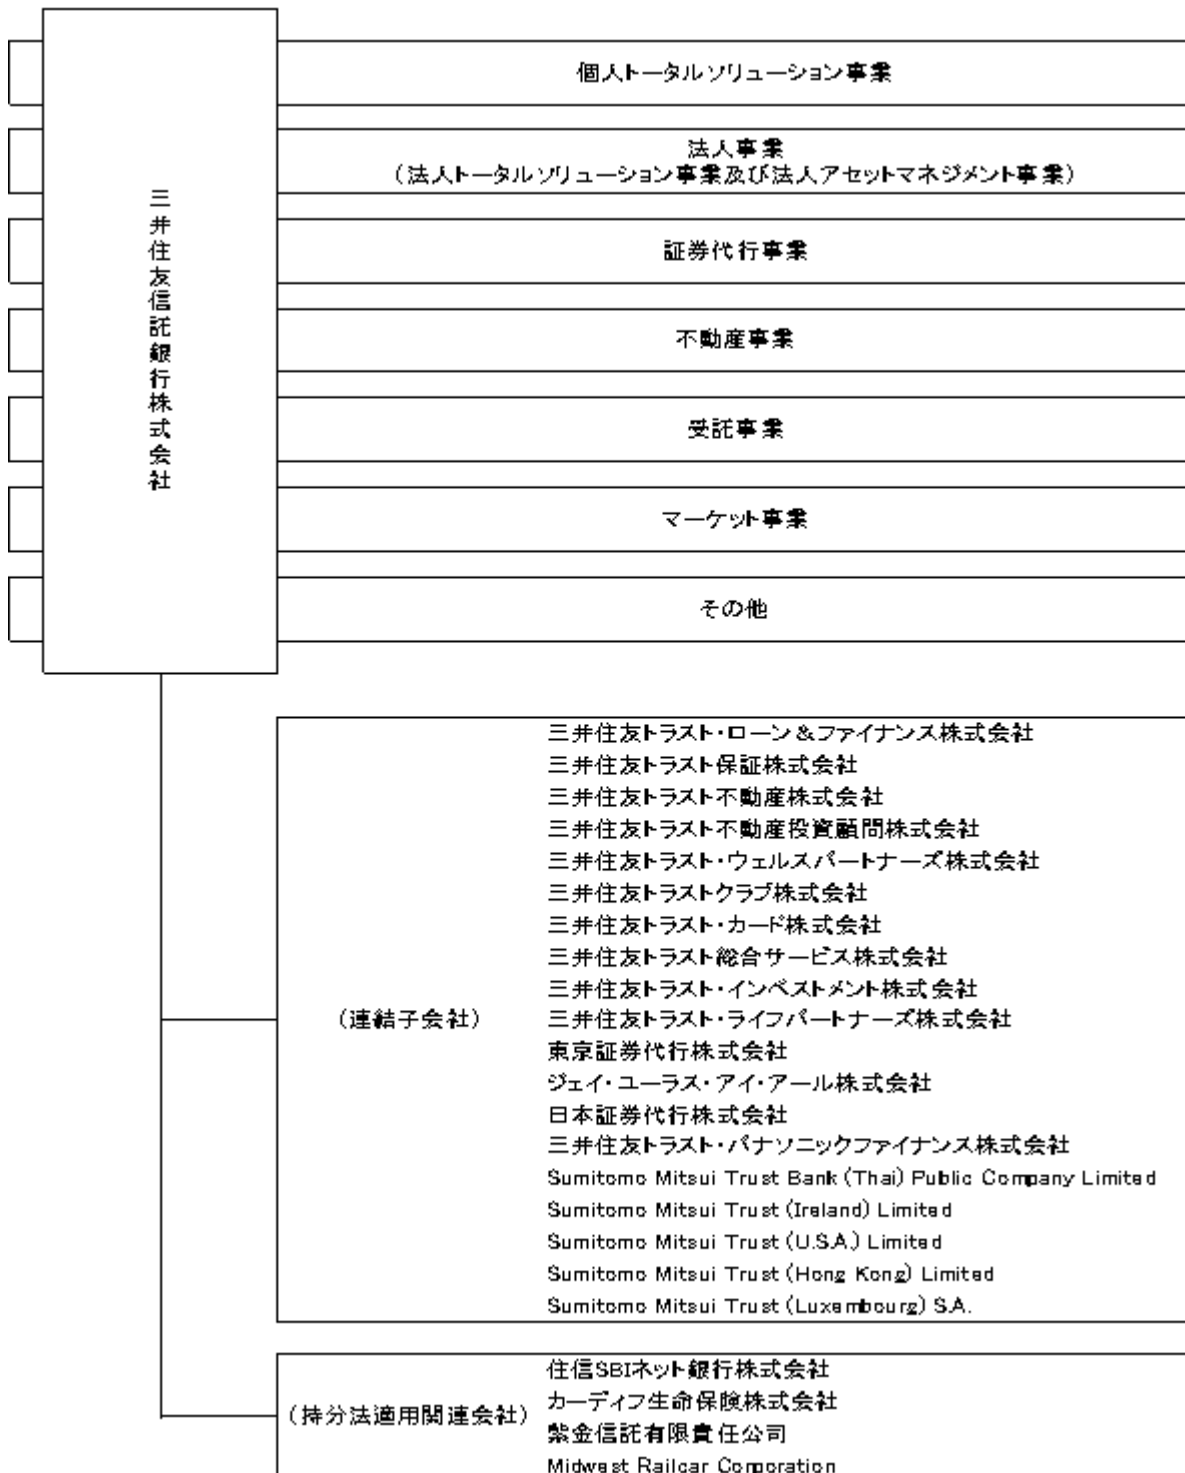 三井住友信託銀行株式会社
個人トータルソリューション事業
法人事業
（法人トータルソリューション事業及び法人アセットマネジメント事業）
証券代行事業
不動産事業
受託事業
マーケット事業
その他
（連結子会社）
三井住友トラスト・ローン＆ファイナンス株式会社
三井住友トラスト保証株式会社
三井住友トラスト不動産株式会社
三井住友トラスト不動産投資顧問株式会社
三井住友トラスト・ウェルスパートナーズ株式会社
三井住友トラストクラブ株式会社
三井住友トラスト・カード株式会社
三井住友トラスト総合サービス株式会社
三井住友トラスト・インベストメント株式会社
三井住友トラスト・ライフパートナーズ株式会社
東京証券代行株式会社
ジェイ・ユーラス・アイ・アール株式会社
日本証券代行株式会社
三井住友トラスト・パナソニックファイナンス株式会社
Sumitomo Mitsui Trust Bank (Thai) Public Company Limited
Sumitomo Mitsui Trust (Ireland) Limited
Sumitomo Mitsui Trust (U.S.A.) Limited
Sumitomo Mitsui Trust (Hong Kong) Limited
Sumitomo Mitsui Trust (Luxembourg) S.A.
（持分法適用関連会社）
住信SBIネット銀行株式会社
カーディフ生命保険株式会社
紫金信託有限責任公司
Midwest Railcar Corporation